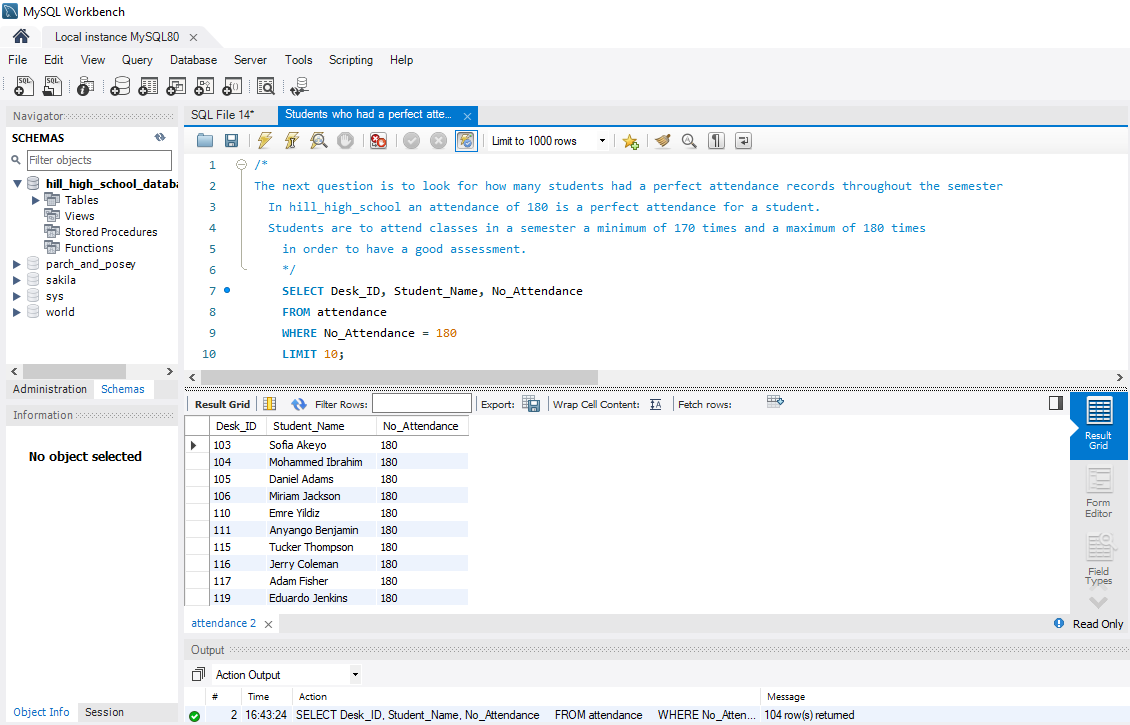 MySQL Workbench
Local instance MySQL80
File Edit View Query Database Server Tools Scripting Help
Navigator
SCHEMAS
Filter objects
hill_high_school_databa
Tables
Views
Stored Procedures
Functions
parch_and_posey
sakila
sys
world
Administration Schemas
Information
No object selected
Object Info Session
SQL File 14* Students who had a perfect atte...
Limit to 1000 rows
1 /*
2 The next question is to look for how many students had a perfect attendance records throughout the semester
3 In hill_high_school an attendance of 180 is a perfect attendance for a student.
4 Students are to attend classes in a semester a minimum of 170 times and a maximum of 180 times
5 in order to have a good assessment.
6 */
7 SELECT Desk_ID, Student_Name, No_Attendance
8 FROM attendance
9 WHERE No_Attendance = 180
10 LIMIT 10;
Result Grid Filter Rows: Export: Wrap Cell Content: Fetch rows:
Desk_ID Student_Name No_Attendance
103 Sofia Akeyo 180
104 Mohammed Ibrahim 180
105 Daniel Adams 180
106 Miriam Jackson 180
110 Emre Yildiz 180
111 Anyango Benjamin 180
115 Tucker Thompson 180
116 Jerry Coleman 180
117 Adam Fisher 180
119 Eduardo Jenkins 180
Result
Grid
Form
Editor
Field
Types
attendance 2
Read Only
Output
Action Output
# Time Action Message
2 16:43:24 SELECT Desk_ID, Student_Name, No_Attendance FROM attendance WHERE No_Atten... 104 row(s) returned